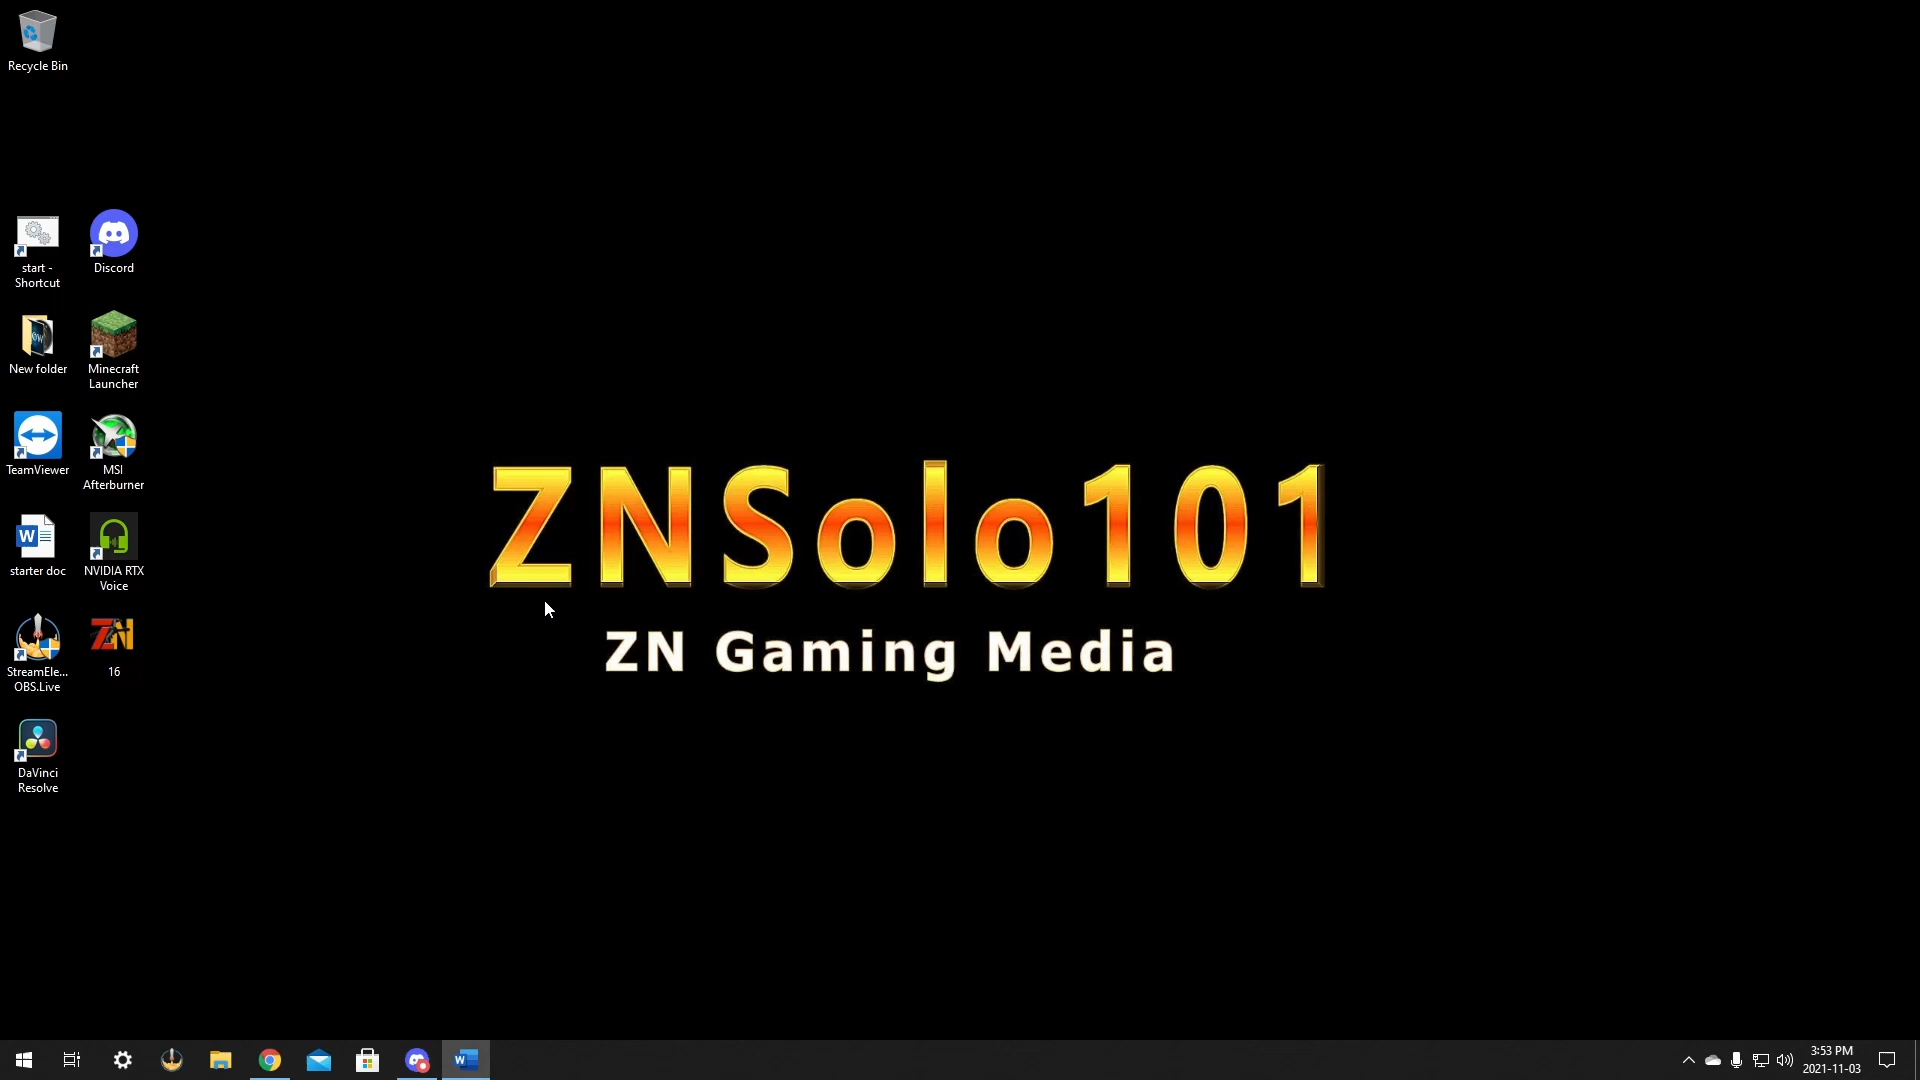 Recycle Bin
start -
Shortcut
Discord
New folder
Minecraft
Launcher
TeamViewer
MSI
Afterburner
starter doc
NVIDIA RTX
Voice
StreamEle...
OBS.Live
ZN
16
DaVinci
Resolve
ZNSolo101
ZN Gaming Media
3:53 PM
2021-11-03